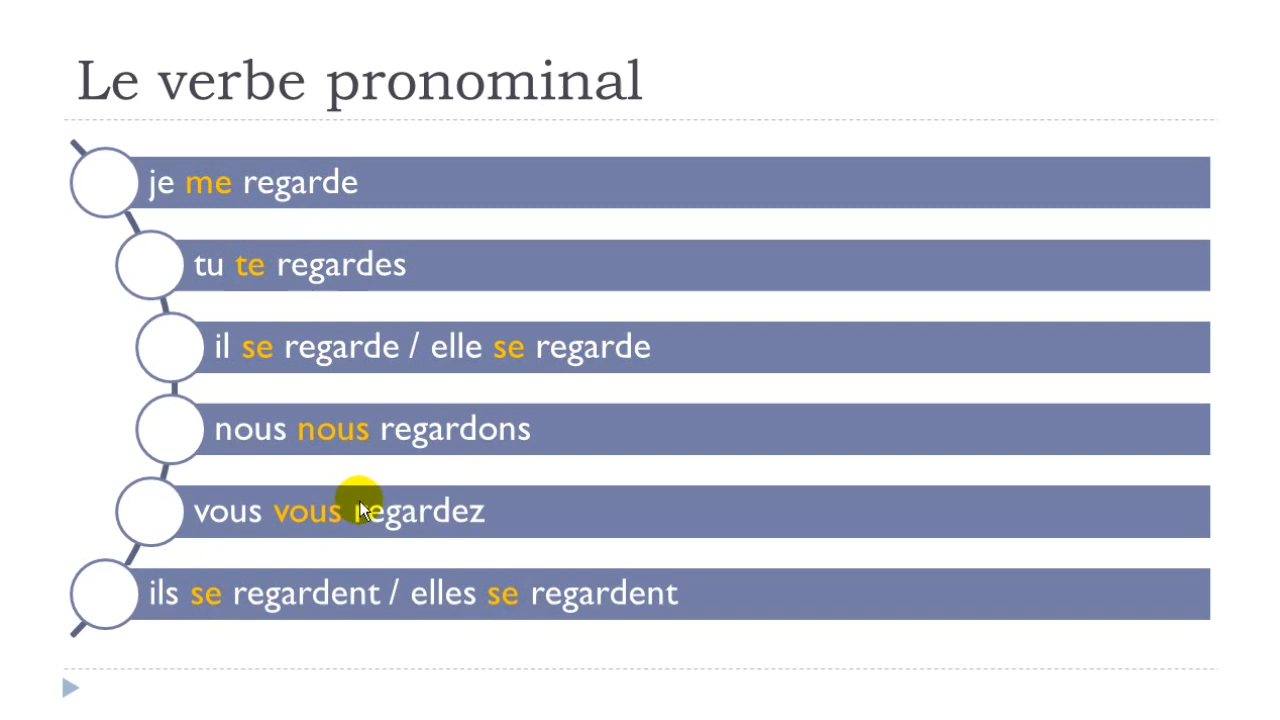 Le verbe pronominal
je me regarde
tu te regardes
il se regarde / elle se regarde
nous nous regardons
vous vous regardez
ils se regardent / elles se regardent